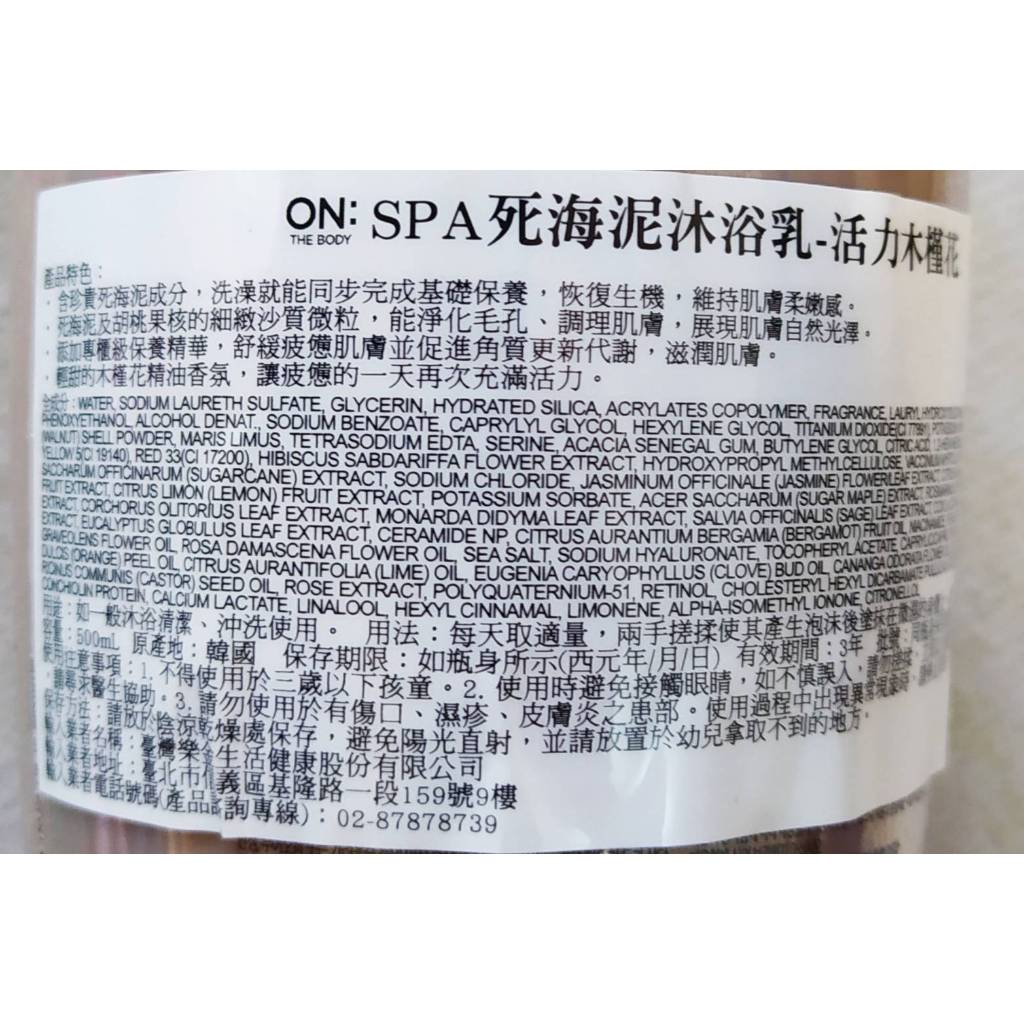 ON: SPA死海泥沐浴乳-活力木槿花
THE BODY
產品特色：
· 含珍貴死海泥成分，洗澡就能同步完成基礎保養，恢復生機，維持肌膚柔嫩感。
· 死海泥及胡桃果核的細緻沙質微粒，能淨化毛孔、調理肌膚，展現肌膚自然光澤。
· 添加專櫃級保養精華，舒緩疲憊肌膚並促進角質更新代謝，滋潤肌膚。
· 輕甜的木槿花精油香氛，讓疲憊的一天再次充滿活力。
全成分：WATER, SODIUM LAURETH SULFATE, GLYCERIN, HYDRATED SILICA, ACRYLATES COPOLYMER, FRAGRANCE, LAURYL
PHENOXYETHANOL, ALCOHOL DENAT., SODIUM BENZOATE, CAPRYLYL GLYCOL, HEXYLENE GLYCOL, TITANIUM DIOXIDE(CI 77891),
(WALNUT) SHELL POWDER, MARIS LIMUS, TETRASODIUM EDTA, SERINE, ACACIA SENEGAL GUM, BUTYLENE GLYCOL, CITRIC ACID,
YELLOW 5(CI 19140), RED 33(CI 17200), HIBISCUS SABDARIFFA FLOWER EXTRACT, HYDROXYPROPYL METHYLCELLULOSE,
SACCHARUM OFFICINARUM (SUGARCANE) EXTRACT, SODIUM CHLORIDE, JASMINUM OFFICINALE (JASMINE) FLOWER/LEAF EXTRACT,
FRUIT EXTRACT, CITRUS LIMON (LEMON) FRUIT EXTRACT, POTASSIUM SORBATE, ACER SACCHARUM (SUGAR MAPLE) EXTRACT,
EXTRACT, CORCHORUS OLITORIUS LEAF EXTRACT, MONARDA DIDYMA LEAF EXTRACT, SALVIA OFFICINALIS (SAGE) LEAF EXTRACT,
EXTRACT, EUCALYPTUS GLOBULUS LEAF EXTRACT, CERAMIDE NP, CITRUS AURANTIUM BERGAMIA (BERGAMOT) FRUIT OIL,
GRAVEOLENS FLOWER OIL, ROSA DAMASCENA FLOWER OIL, SEA SALT, SODIUM HYALURONATE, TOCOPHERYL ACETATE,
DULCIS (ORANGE) PEEL OIL, CITRUS AURANTIFOLIA (LIME) OIL, EUGENIA CARYOPHYLLUS (CLOVE) BUD OIL, CANANGA ODORATA
RICINUS COMMUNIS (CASTOR) SEED OIL, ROSE EXTRACT, POLYQUATERNIUM-51, RETINOL, CHOLESTERYL HEXYL DICARBAMATE
CONCHIOLIN PROTEIN, CALCIUM LACTATE, LINALOOL, HEXYL CINNAMAL, LIMONENE, ALPHA-ISOMETHYL IONONE, CITRONELLOL
用途：如一般沐浴清潔、沖洗使用。 用法：每天取適量，兩手搓揉使其產生泡沫後塗抹在
容量：500mL 原產地：韓國 保存期限：如瓶身所示(西元年/月/日) 有效期間：3年
使用注意事項：1. 不得使用於三歲以下孩童。2. 使用時避免接觸眼睛，如不慎誤入，
請尋求醫生協助。3. 請勿使用於有傷口、濕疹、皮膚炎之患部。使用過程中出現異常現象時
保存方法：請放於陰涼乾燥處保存，避免陽光直射，並請放置於幼兒拿取不到的地方。
輸入業者名稱：臺灣樂金生活健康股份有限公司
輸入業者地址：臺北市信義區基隆路一段159號9樓
輸入業者電話號碼(產品諮詢專線)：02-87878739